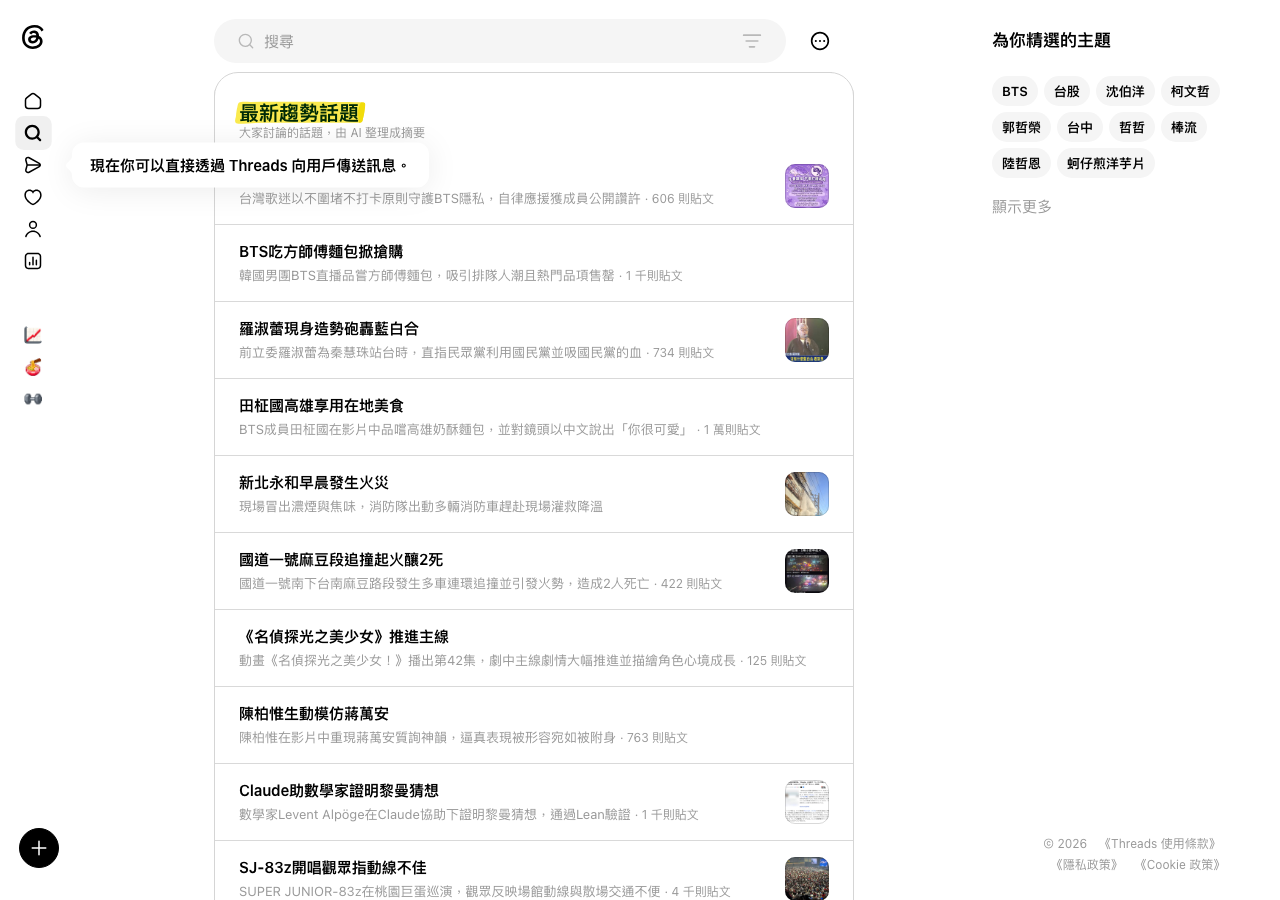 搜尋
最新趨勢話題
大家討論的話題，由 AI 整理成摘要
現在你可以直接透過 Threads 向用戶傳送訊息。
台灣歌迷以不圍堵不打卡原則守護BTS隱私，自律應援獲成員公開讚許 · 606 則貼文
BTS吃方師傅麵包掀搶購
韓國男團BTS直播品嘗方師傅麵包，吸引排隊人潮且熱門品項售罄 · 1 千則貼文
羅淑蕾現身造勢砲轟藍白合
前立委羅淑蕾為秦慧珠站台時，直指民眾黨利用國民黨並吸國民黨的血 · 734 則貼文
田柾國高雄享用在地美食
BTS成員田柾國在影片中品嚐高雄奶酥麵包，並對鏡頭以中文說出「你很可愛」 · 1 萬則貼文
新北永和早晨發生火災
現場冒出濃煙與焦味，消防隊出動多輛消防車趕赴現場灌救降溫
國道一號麻豆段追撞起火釀2死
國道一號南下台南麻豆路段發生多車連環追撞並引發火勢，造成2人死亡 · 422 則貼文
《名偵探光之美少女》推進主線
動畫《名偵探光之美少女！》播出第42集，劇中主線劇情大幅推進並描繪角色心境成長 · 125 則貼文
陳柏惟生動模仿蔣萬安
陳柏惟在影片中重現蔣萬安質詢神韻，逼真表現被形容宛如被附身 · 763 則貼文
Claude助數學家證明黎曼猜想
數學家Levent Alpöge在Claude協助下證明黎曼猜想，通過Lean驗證 · 1 千則貼文
SJ-83z開唱觀眾指動線不佳
SUPER JUNIOR-83z在桃園巨蛋巡演，觀眾反映場館動線與散場交通不便 · 4 千則貼文
為你精選的主題
BTS 台股 沈伯洋 柯文哲
郭哲榮 台中 哲哲 棒流
陸哲恩 蚵仔煎洋芋片
顯示更多
© 2026 《Threads 使用條款》
《隱私政策》 《Cookie 政策》